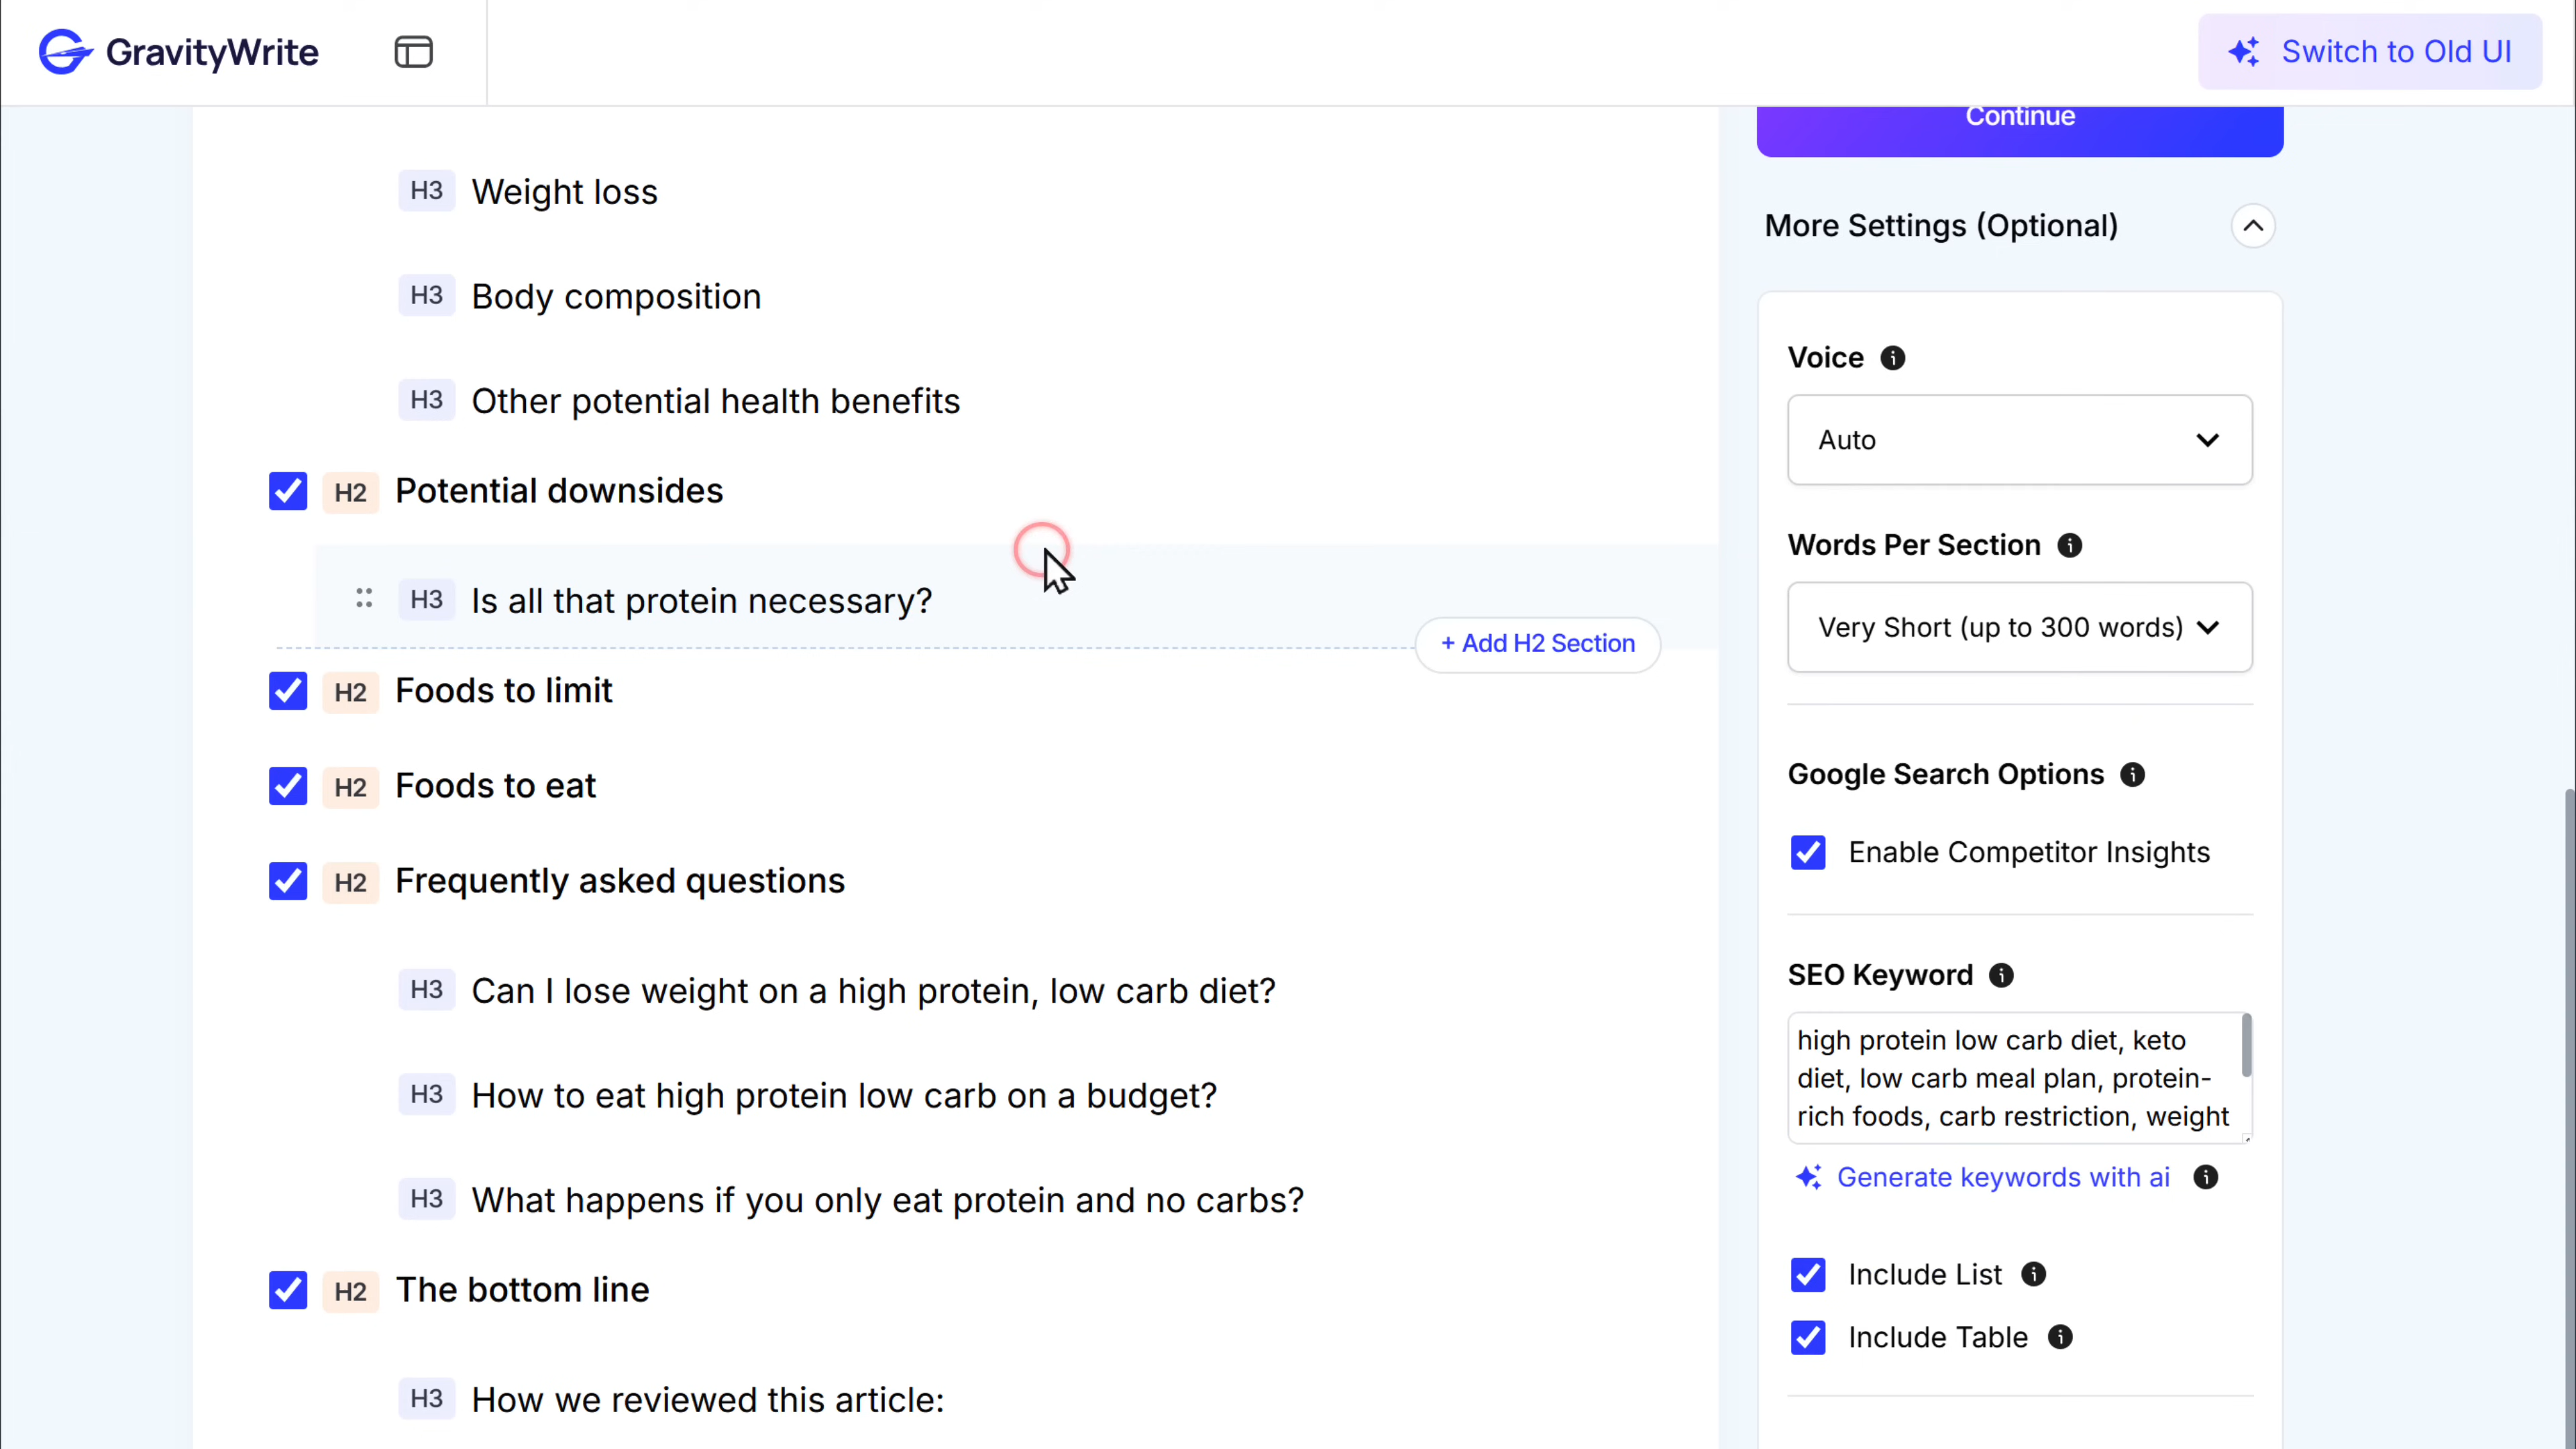 GravityWrite
Switch to Old UI
H3 Weight loss
H3 Body composition
H3 Other potential health benefits
H2 Potential downsides
H3 Is all that protein necessary?
+ Add H2 Section
H2 Foods to limit
H2 Foods to eat
H2 Frequently asked questions
H3 Can I lose weight on a high protein, low carb diet?
H3 How to eat high protein low carb on a budget?
H3 What happens if you only eat protein and no carbs?
H2 The bottom line
H3 How we reviewed this article:
Continue
More Settings (Optional)
Voice
Auto
Words Per Section
Very Short (up to 300 words)
Google Search Options
Enable Competitor Insights
SEO Keyword
high protein low carb diet, keto
diet, low carb meal plan, protein-
rich foods, carb restriction, weight
Generate keywords with ai
Include List
Include Table